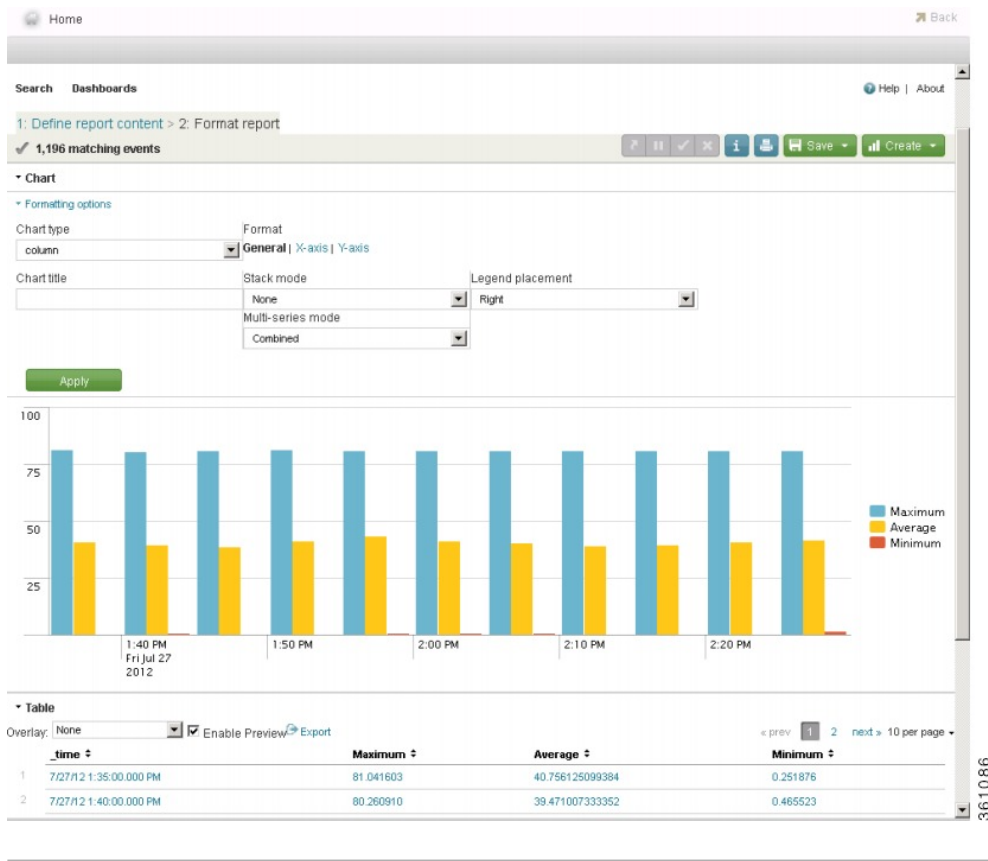 Home
Back
Search Dashboards
Help | About
1: Define report content > 2: Format report
1,196 matching events
i Save Create
Chart
Formatting options
Chart type
Format
column
General | X-axis | Y-axis
Chart title
Stack mode
Legend placement
None
Right
Multi-series mode
Combined
Apply
100
75
50
25
Maximum
Average
Minimum
1:40 PM
Fri Jul 27
2012
1:50 PM
2:00 PM
2:10 PM
2:20 PM
Table
Overlay: None Enable Preview Export
« prev 1 2 next » 10 per page
_time Maximum Average Minimum
1 7/27/12 1:35:00.000 PM 81.041603 40.756125099384 0.251876
2 7/27/12 1:40:00.000 PM 80.260910 39.471007333352 0.465523
361086